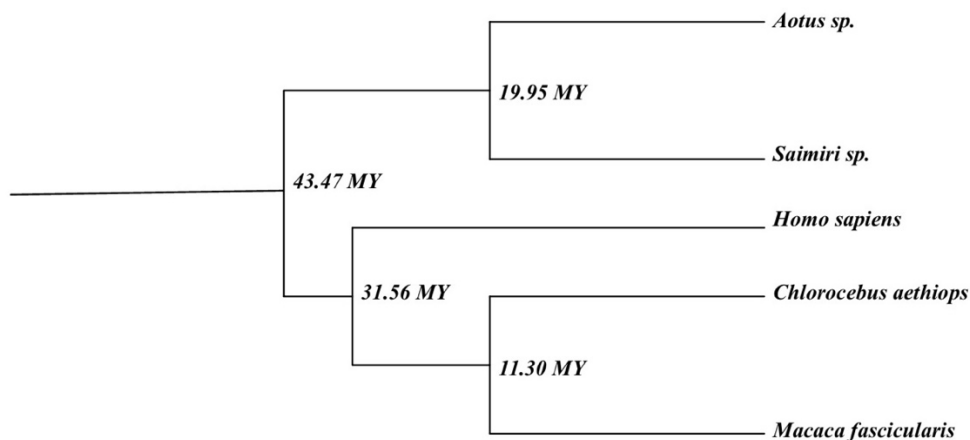 Aotus sp.
19.95 MY
Saimiri sp.
43.47 MY
Homo sapiens
31.56 MY
Chlorocebus aethiops
11.30 MY
Macaca fascicularis